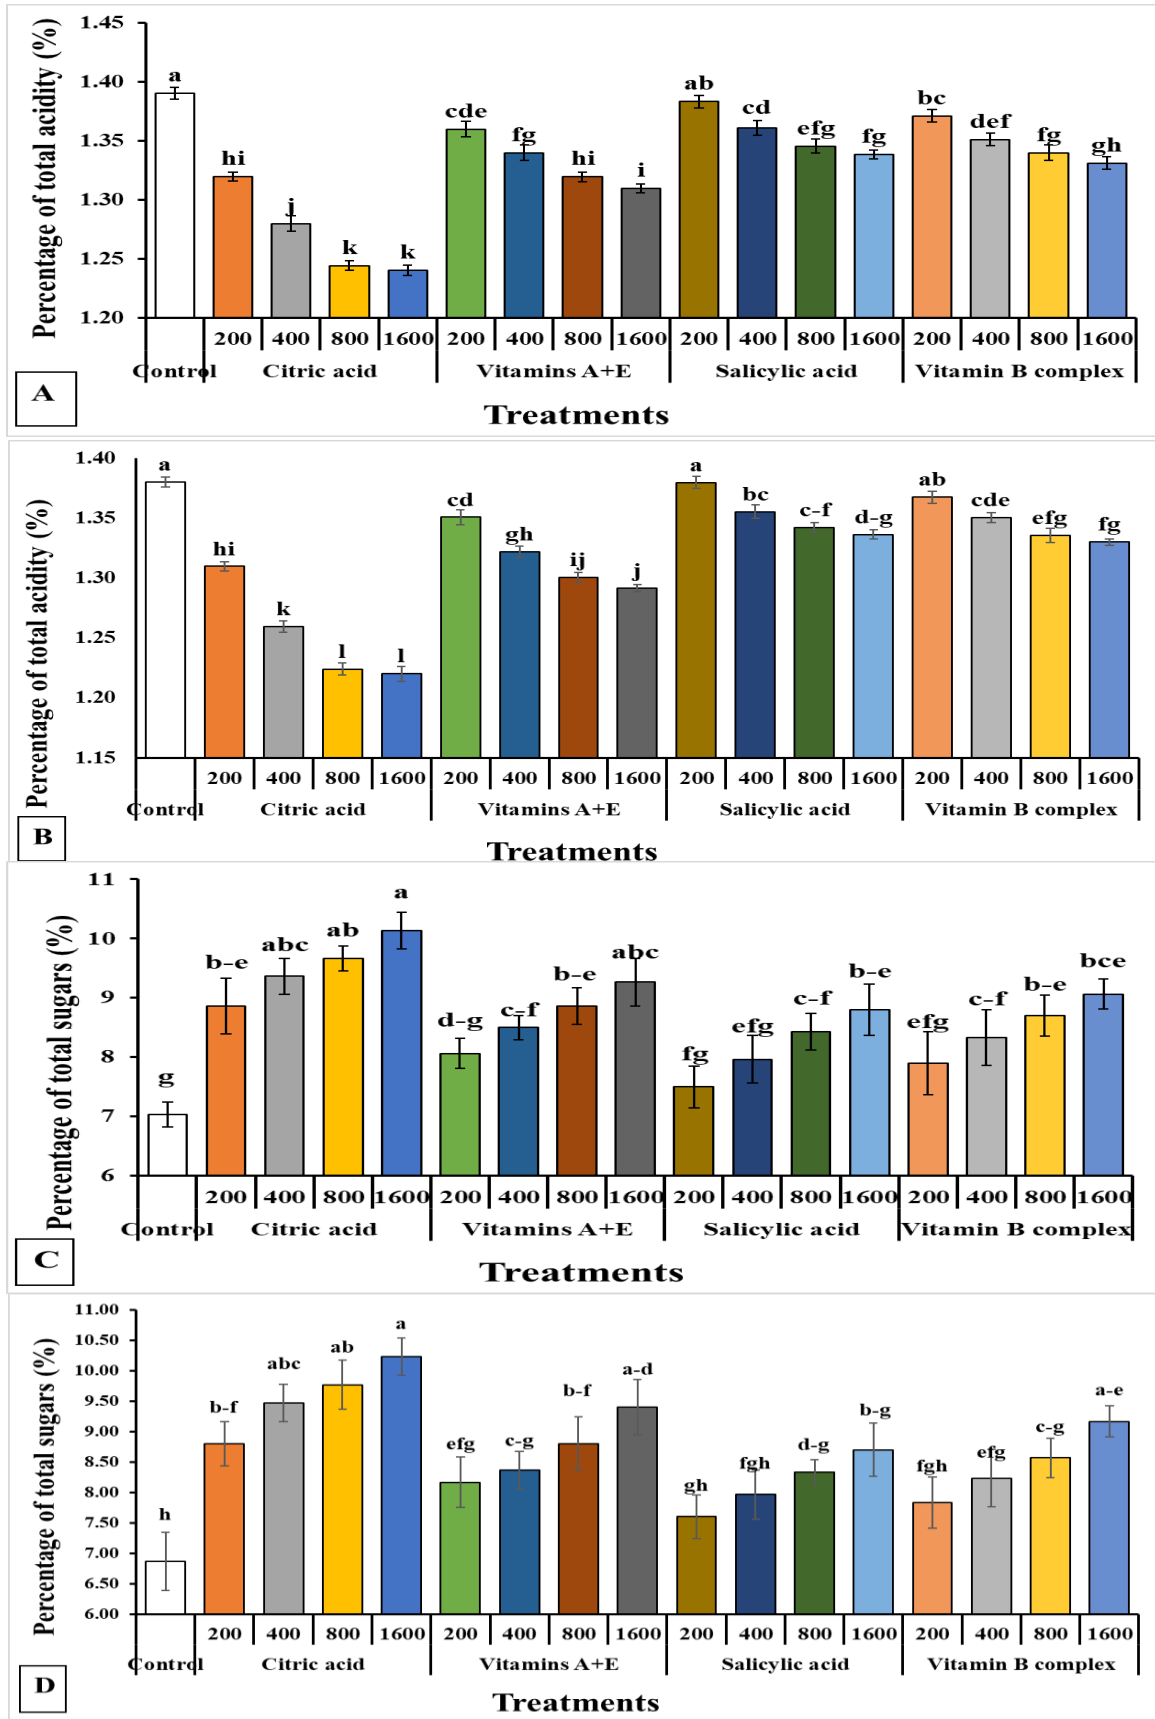 Percentage of total acidity (%)
1.45
1.40
1.35
1.30
1.25
1.20
a
hi
j
k
k
cde
fg
hi
i
ab
cd
efg
fg
bc
def
fg
gh
200 400 800 1600 200 400 800 1600 200 400 800 1600 200 400 800 1600
Control Citric acid Vitamins A+E Salicylic acid Vitamin B complex
A
Treatments
Percentage of total acidity (%)
1.40
1.35
1.30
1.25
1.20
1.15
a
hi
k
l
l
cd
gh
ij
j
a
bc
c-f
d-g
ab
cde
efg
fg
200 400 800 1600 200 400 800 1600 200 400 800 1600 200 400 800 1600
Control Citric acid Vitamins A+E Salicylic acid Vitamin B complex
B
Treatments
Percentage of total sugars (%)
11
10
9
8
7
6
g
b-e
abc
ab
a
d-g
c-f
b-e
abc
fg
efg
c-f
b-e
efg
c-f
b-e
bce
200 400 800 1600 200 400 800 1600 200 400 800 1600 200 400 800 1600
Control Citric acid Vitamins A+E Salicylic acid Vitamin B complex
C
Treatments
Percentage of total sugars (%)
11.00
10.50
10.00
9.50
9.00
8.50
8.00
7.50
7.00
6.50
6.00
h
b-f
abc
ab
a
efg
c-g
b-f
a-d
gh
fgh
d-g
b-g
fgh
efg
c-g
a-e
200 400 800 1600 200 400 800 1600 200 400 800 1600 200 400 800 1600
Control Citric acid Vitamins A+E Salicylic acid Vitamin B complex
D
Treatments